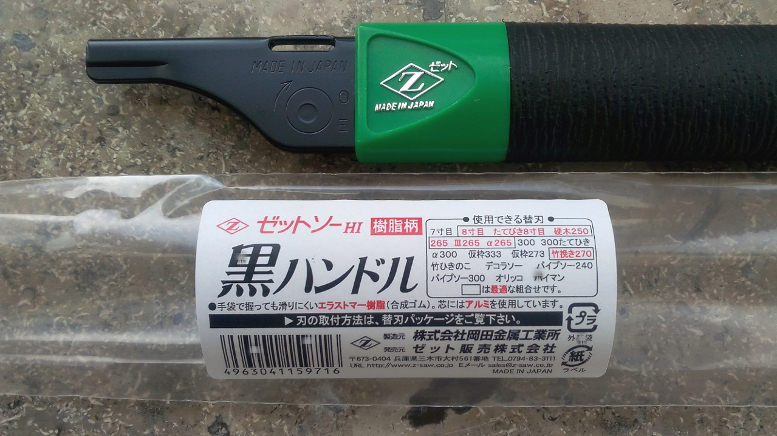 MADE IN JAPAN
Z
ゼット
MADE IN JAPAN
Z ゼットソーHI 樹脂柄
黒ハンドル
●使用できる替刃●
7寸目 8寸目 たてびき8寸目 硬木250
265 Ⅲ265 α265 300 300たてひき
α300 仮枠333 仮枠273 竹挽き270
竹ひきのこ デコラソー パイプソー240
パイプソー300 オリッコ ハイマン
は最適な組合せです。
●手袋で握っても滑りにくいエラストマー樹脂(合成ゴム)。芯にはアルミを使用しています。
▶刃の取付方法は、替刃パッケージをご覧下さい。
製造元 株式会社岡田金属工業所
発売元 ゼット販売株式会社
〒673-0404 兵庫県三木市大村561番地 TEL.0794-83-3111
URL http://www.z-saw.co.jp Eメール sales@z-saw.co.jp
MADE IN JAPAN
4963041159716
プラ
外装袋
紙
ラベル